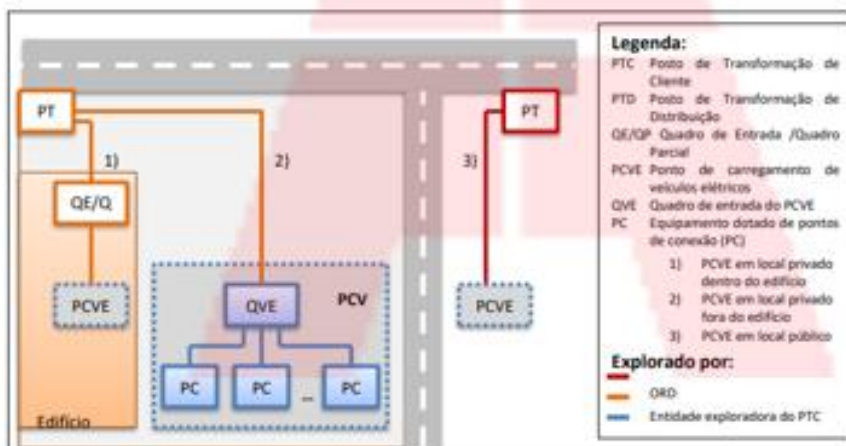 PT
PT
1)
2)
3)
QE/Q
PCVE
QVE
PCV
PCVE
PC
PC
...
PC
Edifício
Legenda:
PTC Posto de Transformação de
Cliente
PTD Posto de Transformação de
Distribuição
QE/QP Quadro de Entrada /Quadro
Parcial
PCVE Ponto de carregamento de
veículos elétricos
QVE Quadro de entrada do PCVE
PC Equipamento dotado de pontos
de conexão (PC)
1) PCVE em local privado
dentro do edifício
2) PCVE em local privado
fora do edifício
3) PCVE em local público
Explorado por:
ORD
Entidade exploradora do PTC